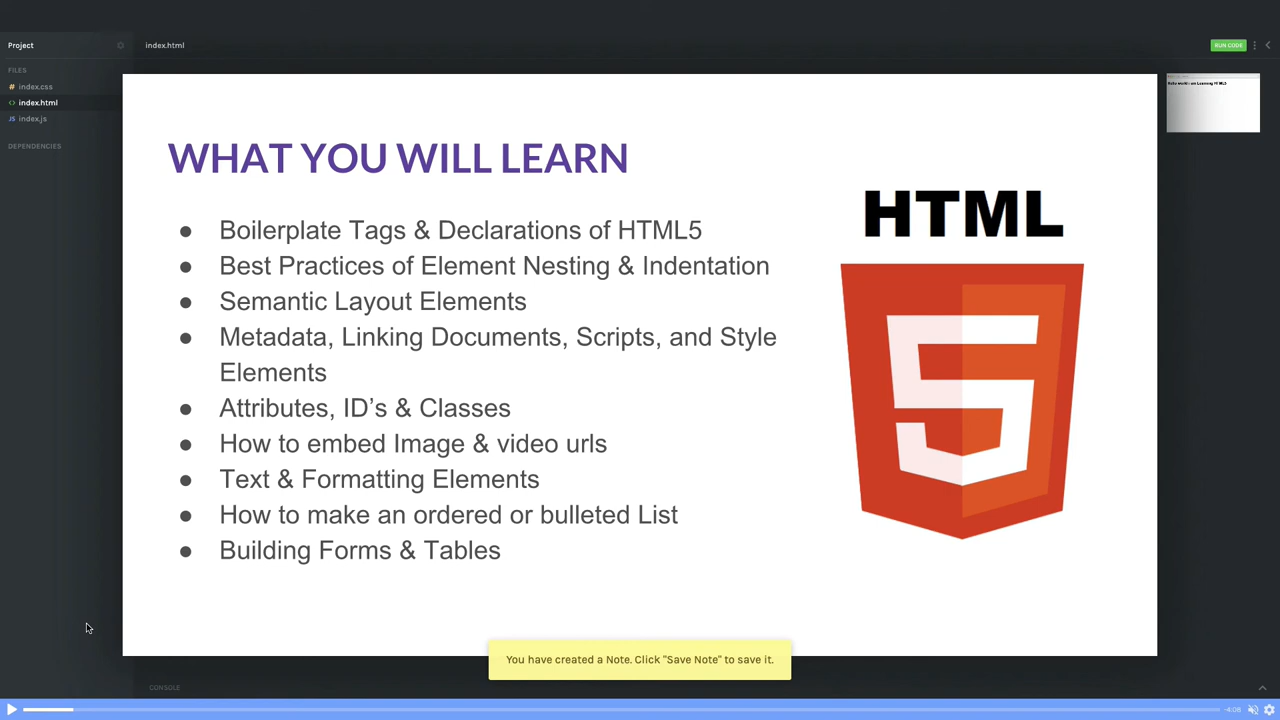 Project
index.html
RUN CODE
FILES
index.css
index.html
index.js
DEPENDENCIES
WHAT YOU WILL LEARN
● Boilerplate Tags & Declarations of HTML5
● Best Practices of Element Nesting & Indentation
● Semantic Layout Elements
● Metadata, Linking Documents, Scripts, and Style
Elements
● Attributes, ID's & Classes
● How to embed Image & video urls
● Text & Formatting Elements
● How to make an ordered or bulleted List
● Building Forms & Tables
HTML
5
You have created a Note. Click "Save Note" to save it.
CONSOLE
-4:08